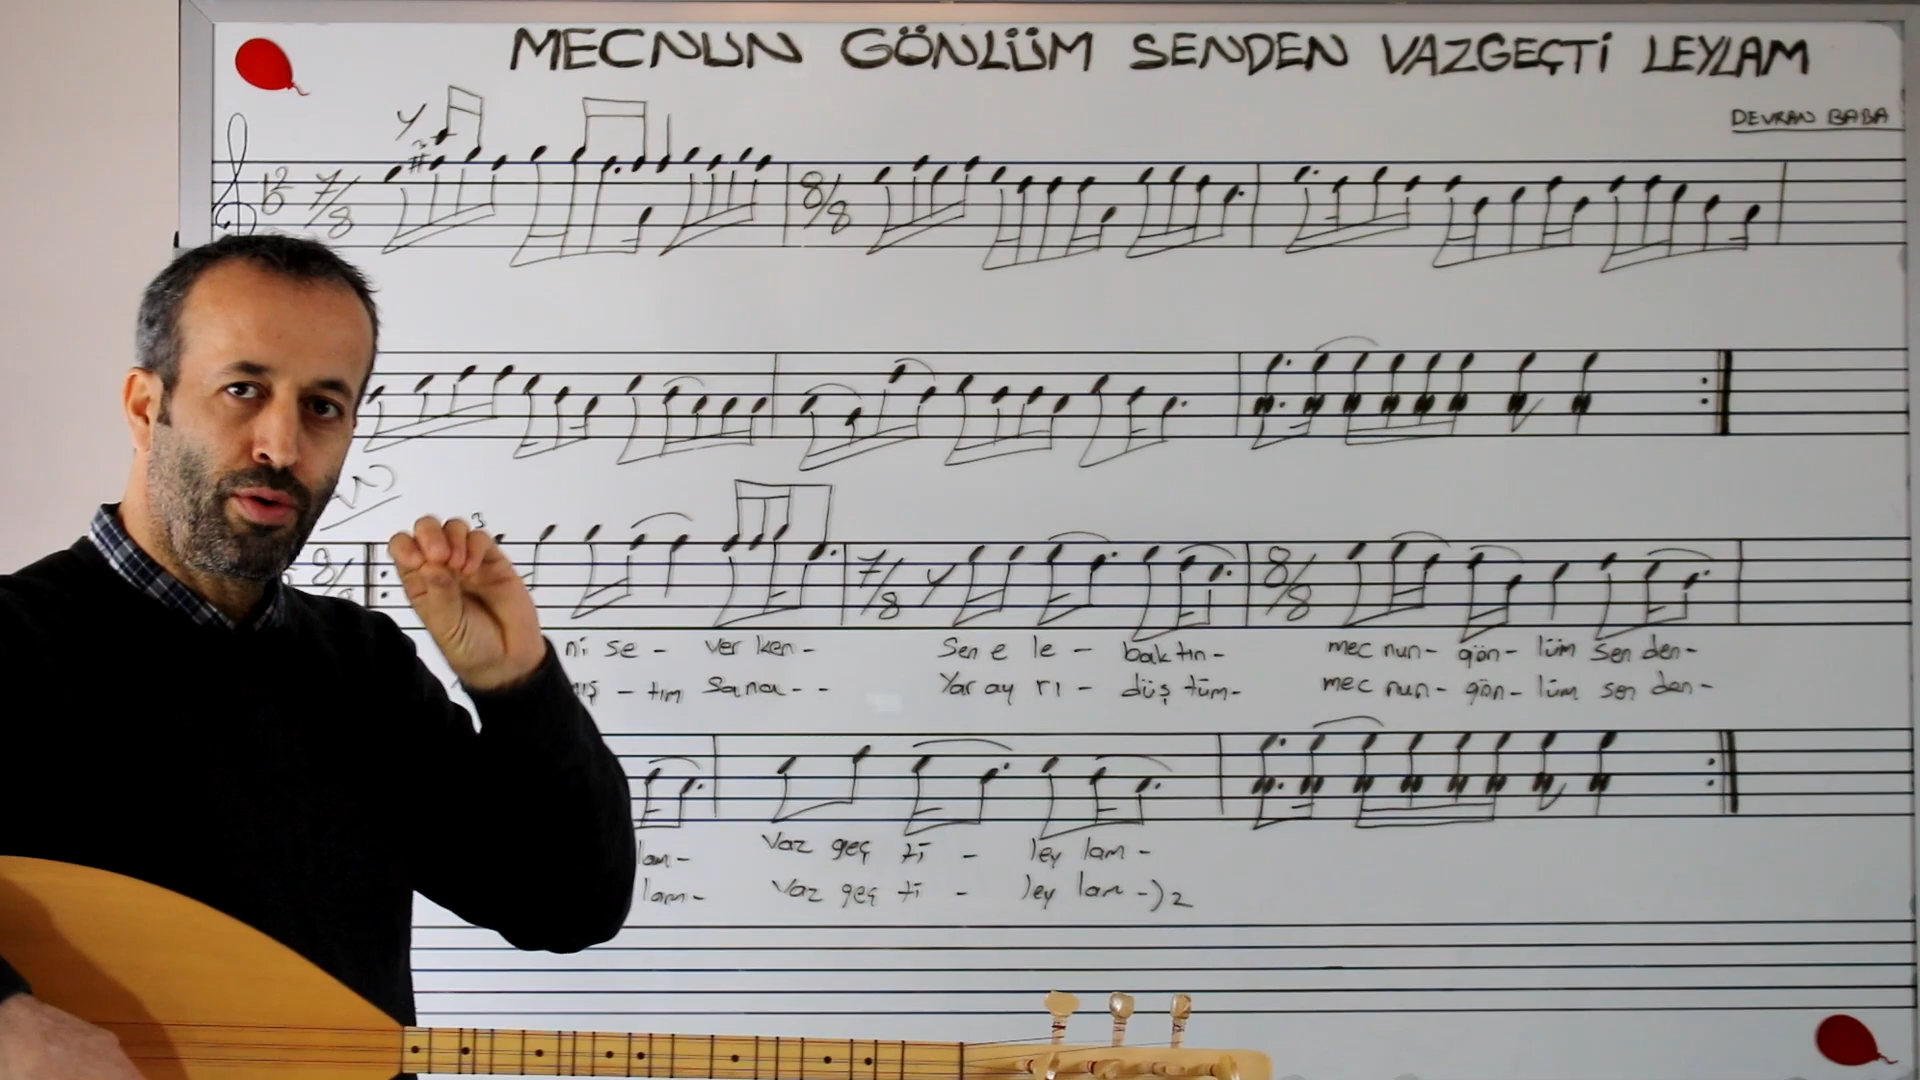 MECNUN GÖNLÜM SENDEN VAZGEÇTİ LEYLAM
DEVRAN BABA
7/8 8/8
3
8/8 7/8 8/8
ni se - ver ken - Sen e le - bak tın - mec nun - gön - lüm sen den -
- tım Sana - - Yar ay rı - düş tüm - mec nun - gön - lüm sen den -
lam - Vaz geç ti - ley lam -
lam - Vaz geç ti - ley lam -) 2